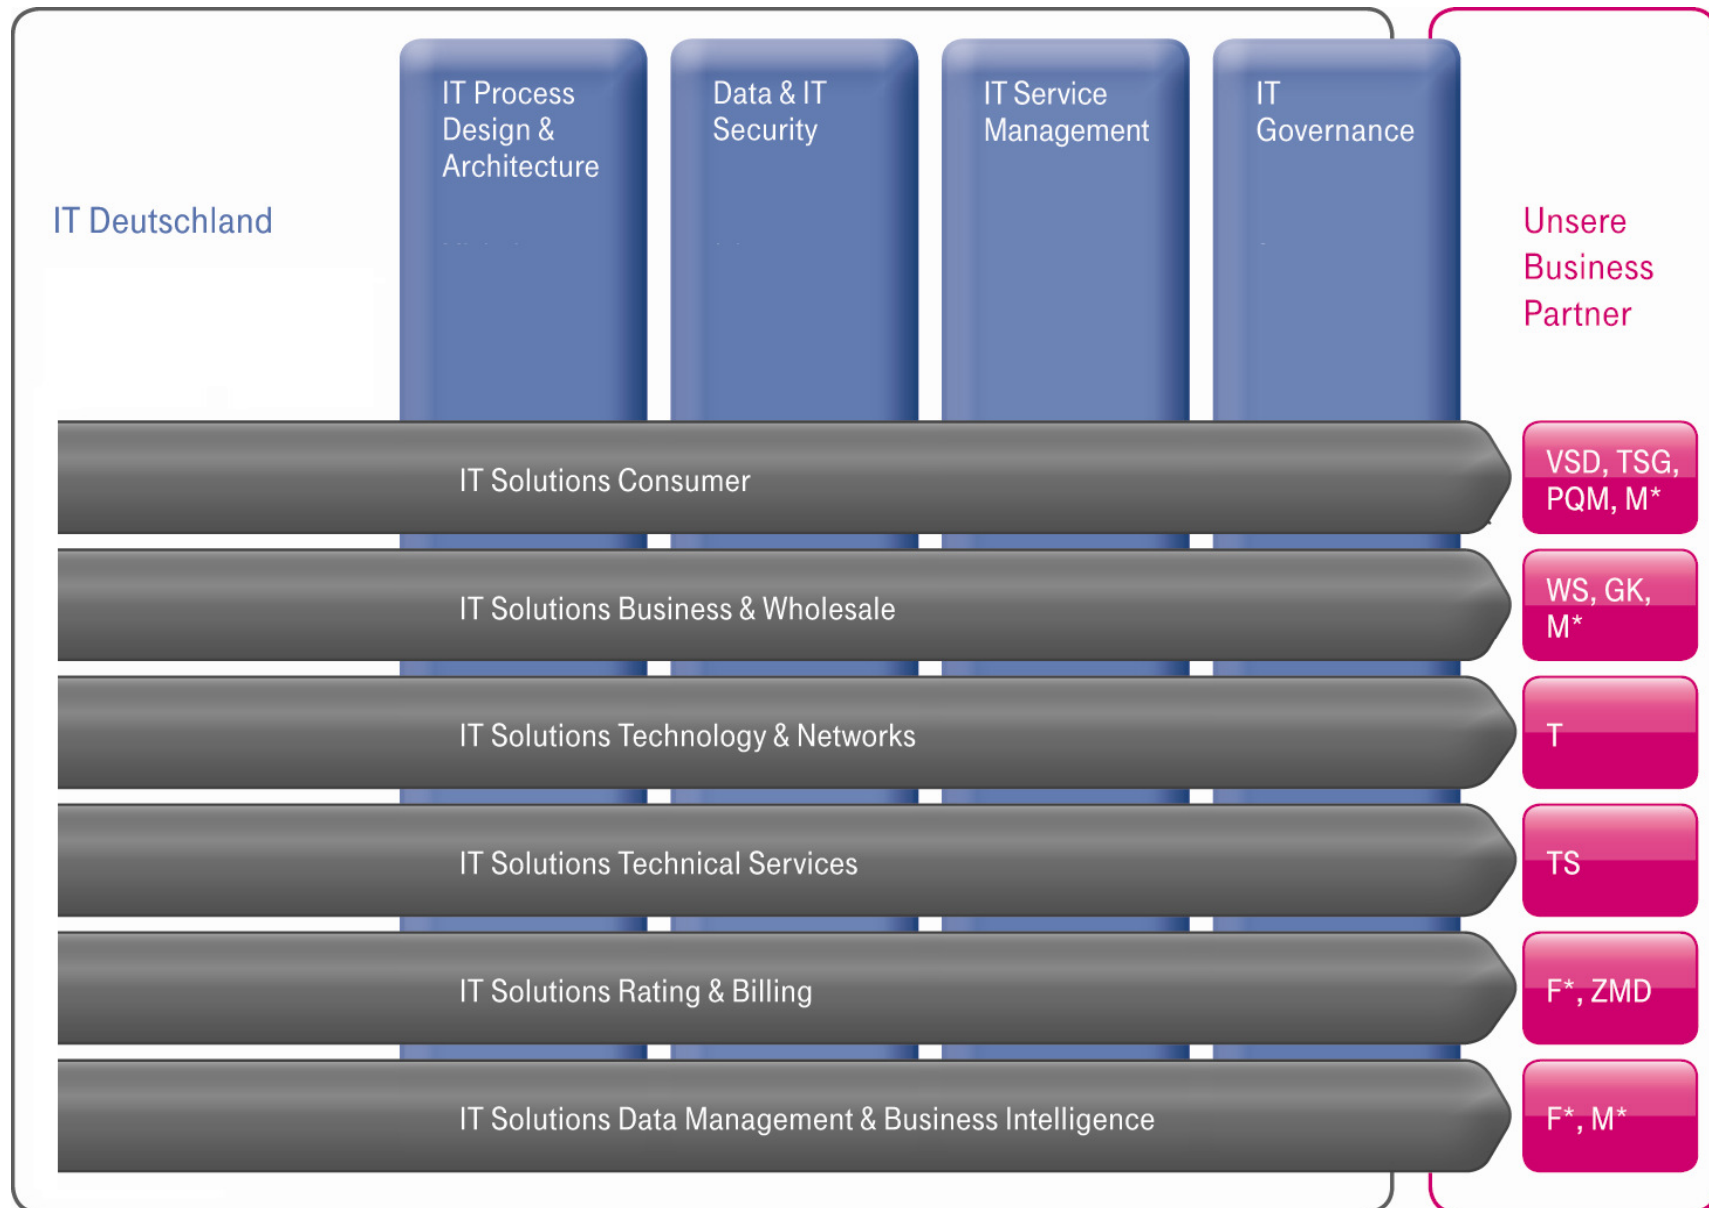 IT Process
Design &
Architecture
Data & IT
Security
IT Service
Management
IT
Governance
IT Deutschland
Unsere
Business
Partner
IT Solutions Consumer
VSD, TSG,
PQM, M*
IT Solutions Business & Wholesale
WS, GK,
M*
IT Solutions Technology & Networks
T
IT Solutions Technical Services
TS
IT Solutions Rating & Billing
F*, ZMD
IT Solutions Data Management & Business Intelligence
F*, M*